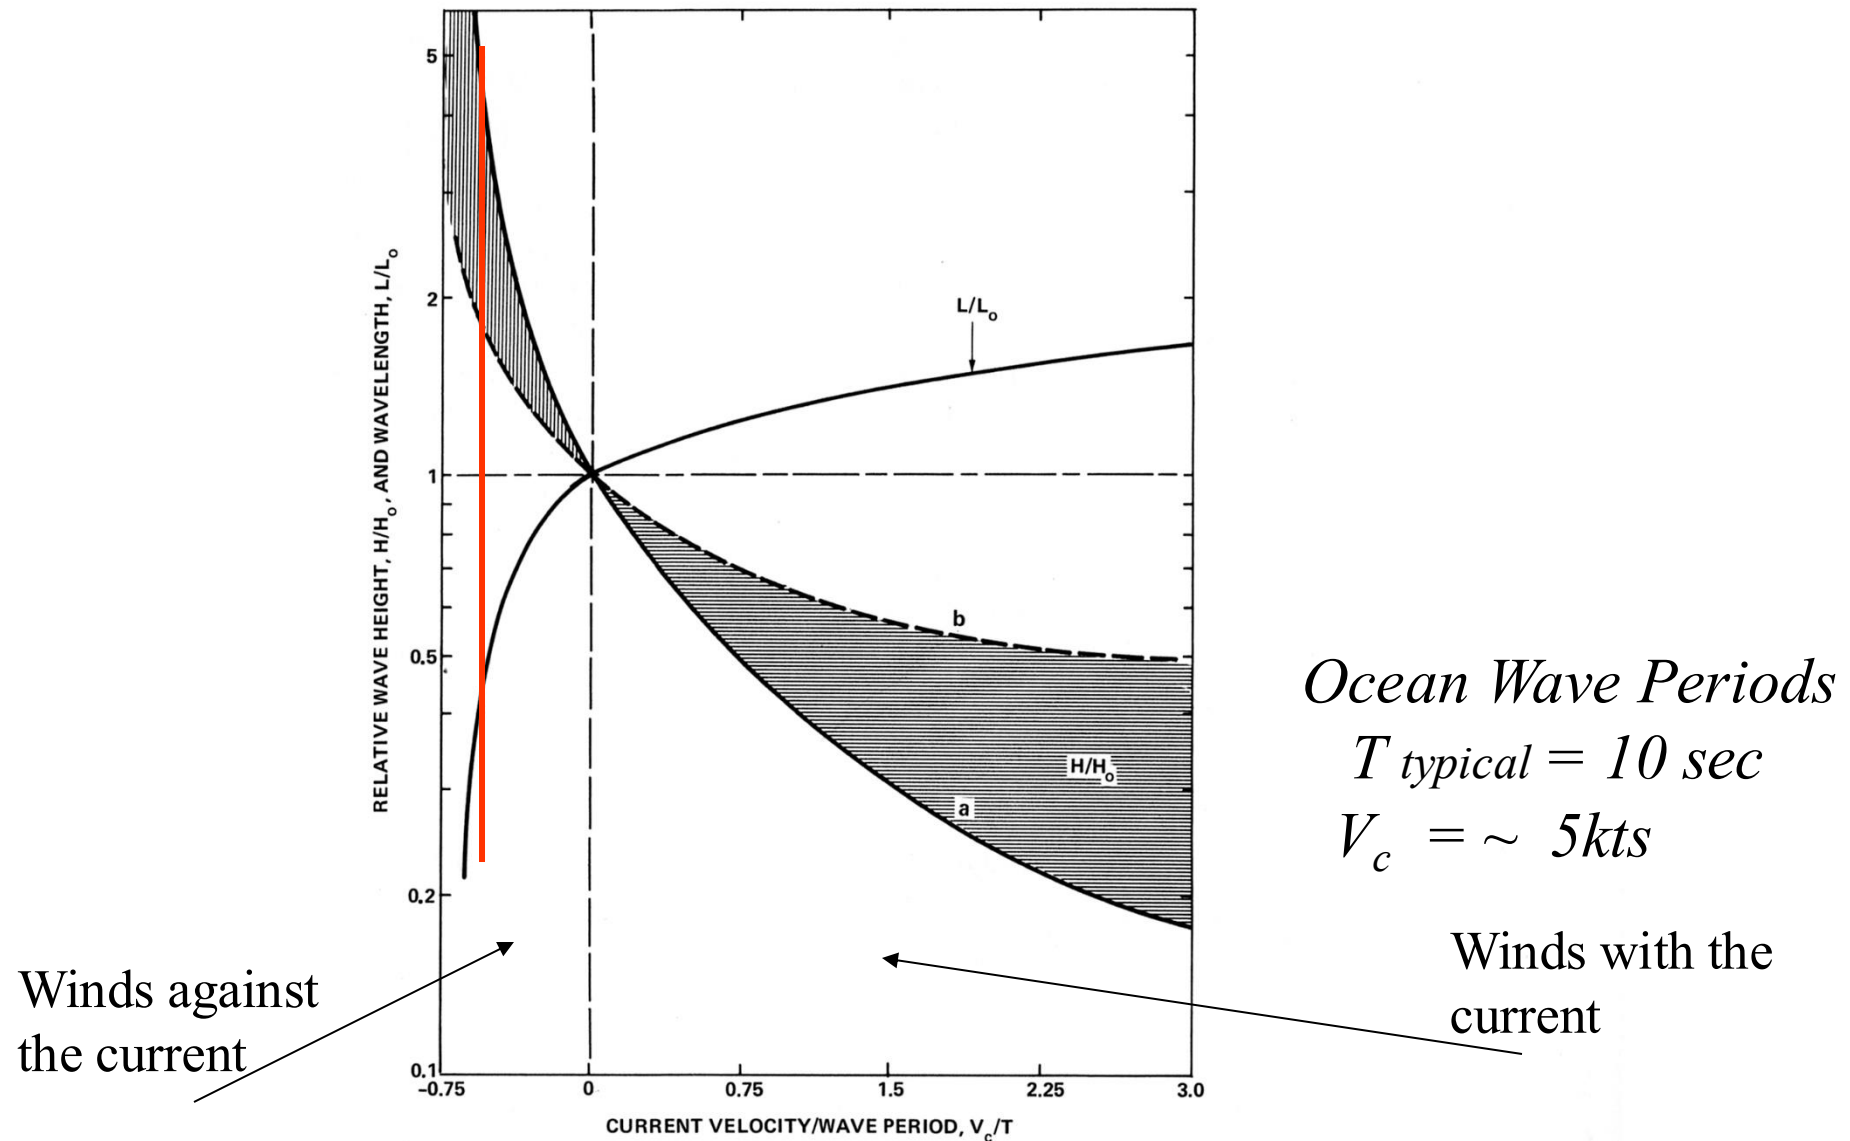 5
2
1
0.5
0.2
0.1
RELATIVE WAVE HEIGHT, H/Ho, AND WAVELENGTH, L/Lo
L/Lo
b
H/Ho
a
-0.75 0 0.75 1.5 2.25 3.0
CURRENT VELOCITY/WAVE PERIOD, Vc/T
Ocean Wave Periods
T typical = 10 sec
Vc = ~ 5kts
Winds against
the current
Winds with the
current